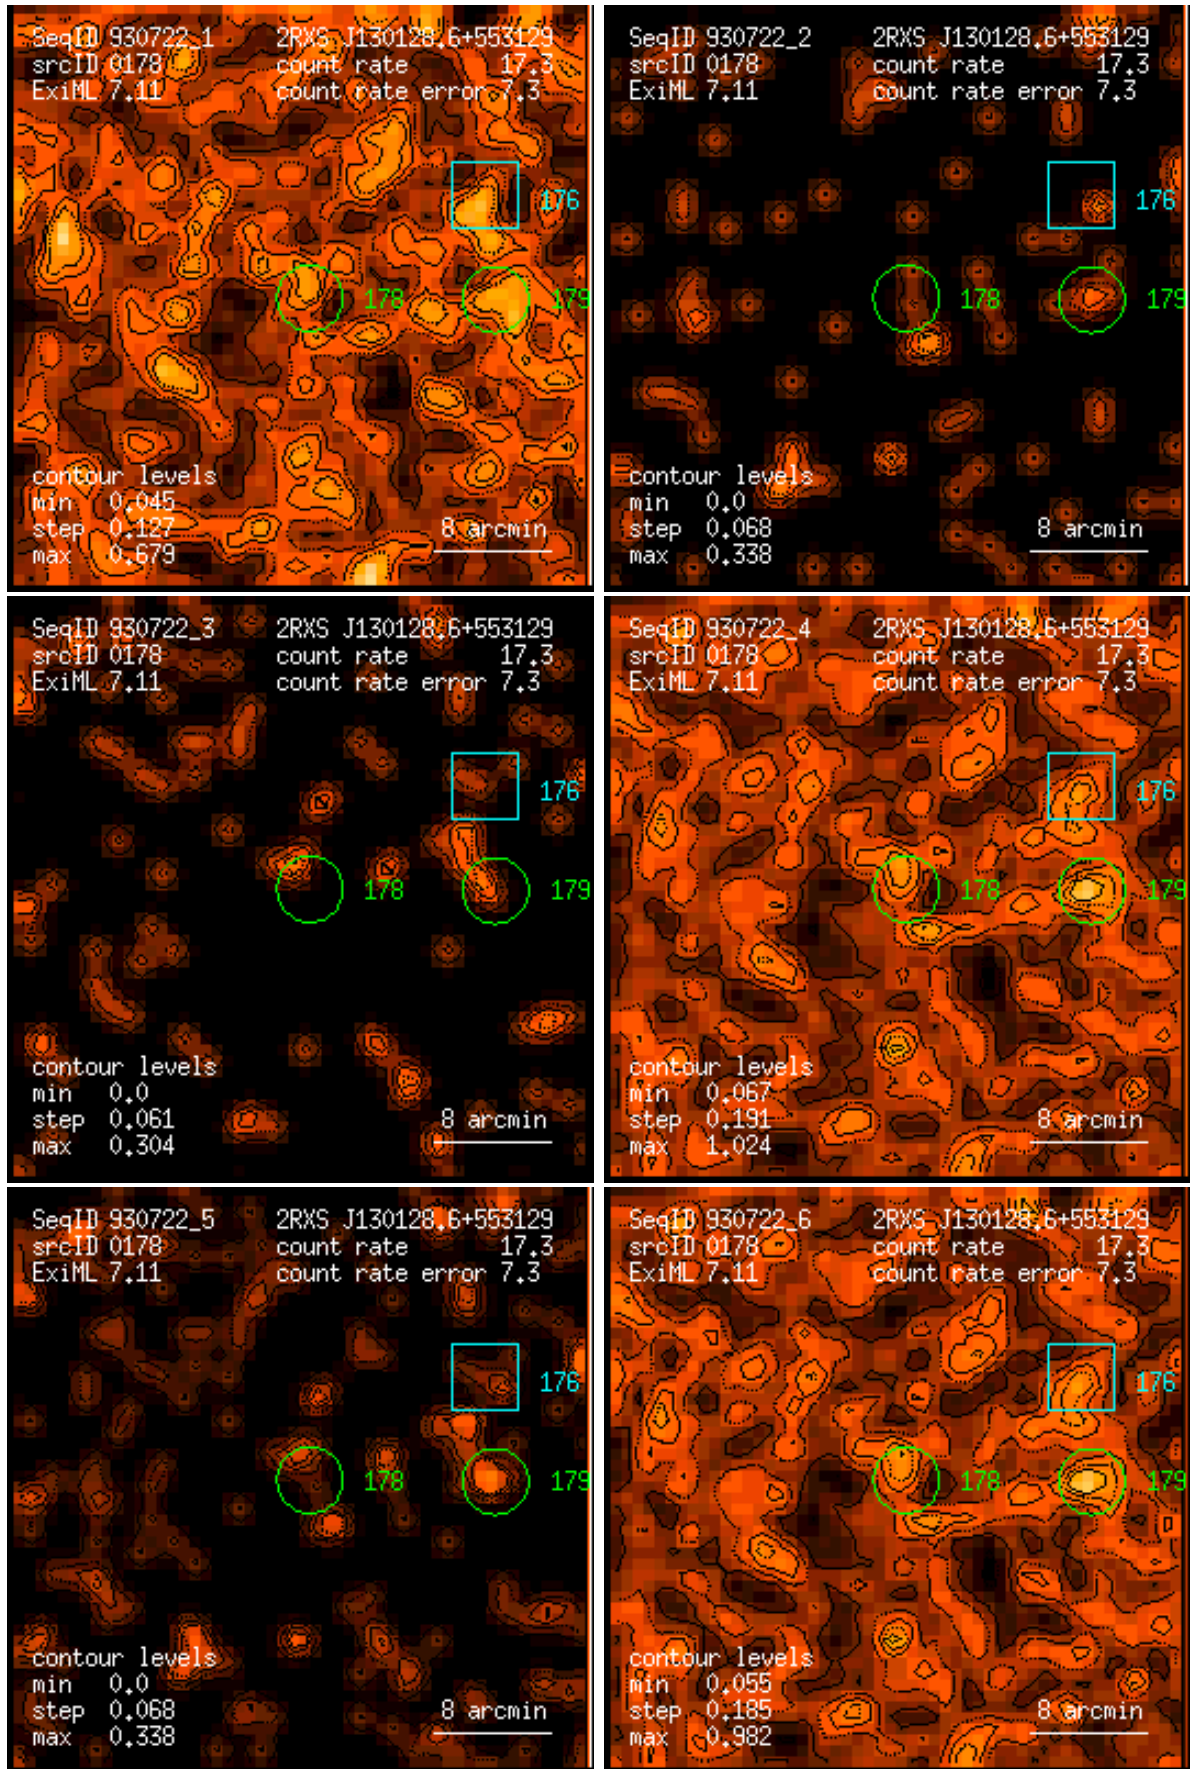 SeqID 930722_1 2RXS J130128.6+553129
srcID 0178 count rate 17.3
ExiML 7.11 count rate error 7.3
176
178
179
contour levels
min 0.045
step 0.127 8 arcmin
max 0.679
SeqID 930722_2 2RXS J130128.6+553129
srcID 0178 count rate 17.3
ExiML 7.11 count rate error 7.3
176
178
179
contour levels
min 0.0
step 0.068 8 arcmin
max 0.338
SeqID 930722_3 2RXS J130128.6+553129
srcID 0178 count rate 17.3
ExiML 7.11 count rate error 7.3
176
178
179
contour levels
min 0.0
step 0.061 8 arcmin
max 0.304
SeqID 930722_4 2RXS J130128.6+553129
srcID 0178 count rate 17.3
ExiML 7.11 count rate error 7.3
176
178
179
contour levels
min 0.067
step 0.191 8 arcmin
max 1.024
SeqID 930722_5 2RXS J130128.6+553129
srcID 0178 count rate 17.3
ExiML 7.11 count rate error 7.3
176
178
179
contour levels
min 0.0
step 0.068 8 arcmin
max 0.338
SeqID 930722_6 2RXS J130128.6+553129
srcID 0178 count rate 17.3
ExiML 7.11 count rate error 7.3
176
178
179
contour levels
min 0.055
step 0.185 8 arcmin
max 0.982